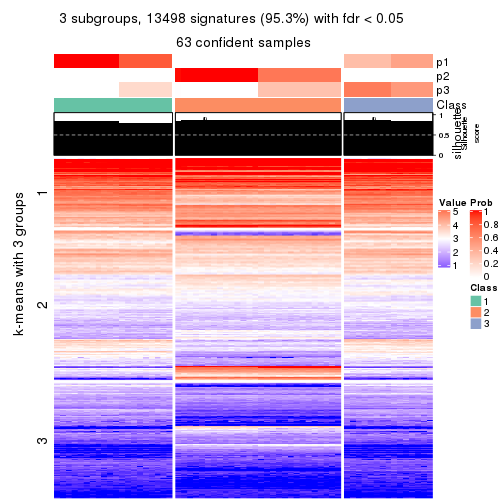 3 subgroups, 13498 signatures (95.3%) with fdr < 0.05
63 confident samples
p1
p2
p3
Class
silhouette
Silhouette
score
1
0.5
0
k-means with 3 groups
1
2
3
Value
5
4
3
2
1
Prob
1
0.8
0.6
0.4
0.2
0
Class
1
2
3